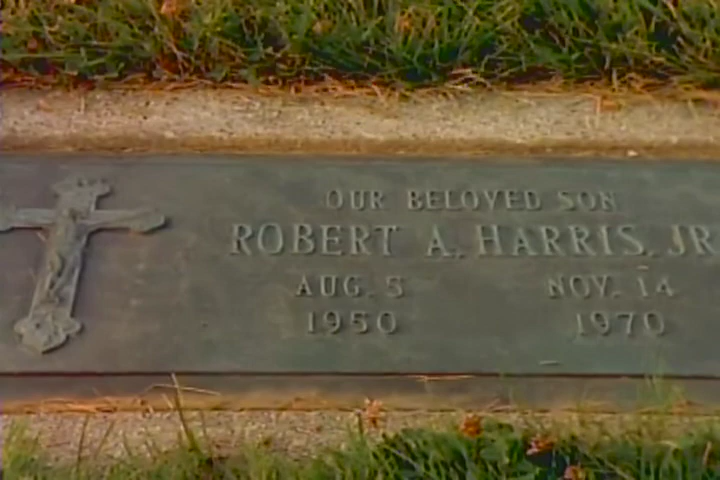 OUR BELOVED SON
ROBERT A. HARRIS, JR
AUG. 5 NOV. 14
1950 1970